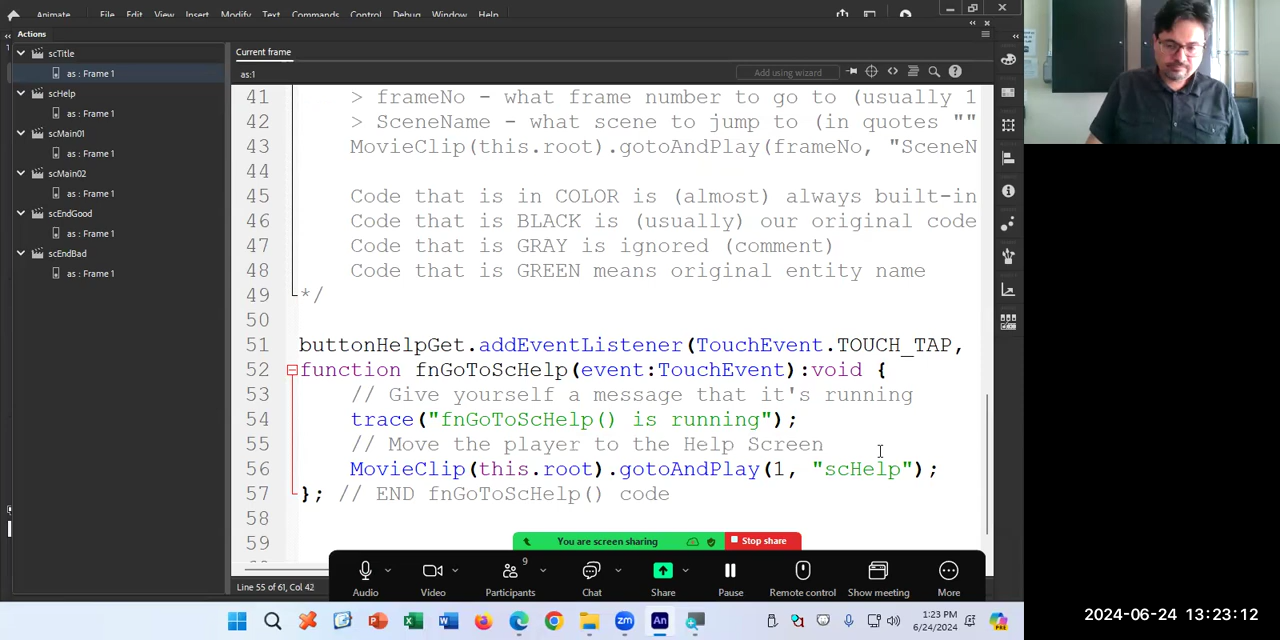 Animate File Edit View Insert Modify Text Commands Control Debug Window Help
Actions
scTitle
as : Frame 1
scHelp
as : Frame 1
scMain01
as : Frame 1
scMain02
as : Frame 1
scEndGood
as : Frame 1
scEndBad
as : Frame 1
Current frame
as:1
Add using wizard
41 > frameNo - what frame number to go to (usually 1
42 > SceneName - what scene to jump to (in quotes ""
43 MovieClip(this.root).gotoAndPlay(frameNo, "SceneN
44
45 Code that is in COLOR is (almost) always built-in
46 Code that is BLACK is (usually) our original code
47 Code that is GRAY is ignored (comment)
48 Code that is GREEN means original entity name
49 */
50
51 buttonHelpGet.addEventListener(TouchEvent.TOUCH_TAP,
52 function fnGoToScHelp(event:TouchEvent):void {
53 // Give yourself a message that it's running
54 trace("fnGoToScHelp() is running");
55 // Move the player to the Help Screen
56 MovieClip(this.root).gotoAndPlay(1, "scHelp");
57 }; // END fnGoToScHelp() code
58
59
You are screen sharing Stop share
Line 55 of 61, Col 42
9
Audio Video Participants Chat Share Pause Remote control Show meeting More
1:23 PM
6/24/2024
2024-06-24 13:23:12